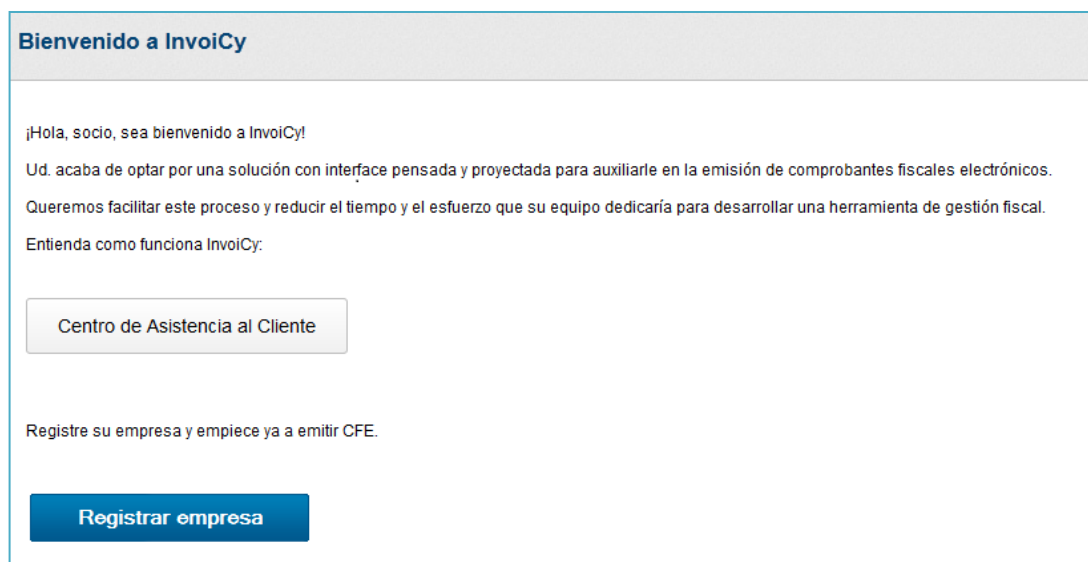 Bienvenido a InvoiCy
¡Hola, socio, sea bienvenido a InvoiCy!
Ud. acaba de optar por una solución con interface pensada y proyectada para auxiliarle en la emisión de comprobantes fiscales electrónicos.
Queremos facilitar este proceso y reducir el tiempo y el esfuerzo que su equipo dedicaría para desarrollar una herramienta de gestión fiscal.
Entienda como funciona InvoiCy:
Centro de Asistencia al Cliente
Registre su empresa y empiece ya a emitir CFE.
Registrar empresa